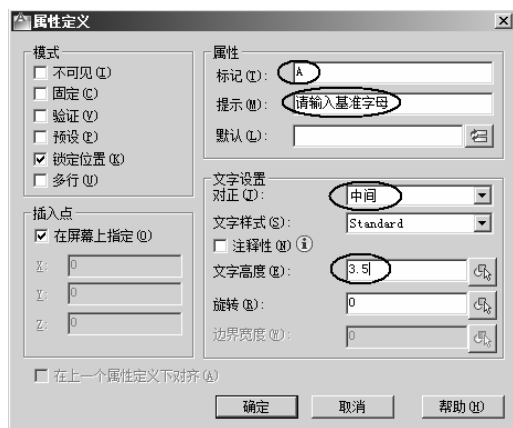 属性定义
模式
不可见(I)
固定(C)
验证(V)
预设(P)
锁定位置(K)
多行(U)
插入点
在屏幕上指定(O)
X: 0
Y: 0
Z: 0
在上一个属性定义下对齐(A)
属性
标记(T): A
提示(M): 请输入基准字母
默认(L):
文字设置
对正(J): 中间
文字样式(S): Standard
注释性(N)
文字高度(E): 3.5
旋转(R): 0
边界宽度(W): 0
确定 取消 帮助(H)